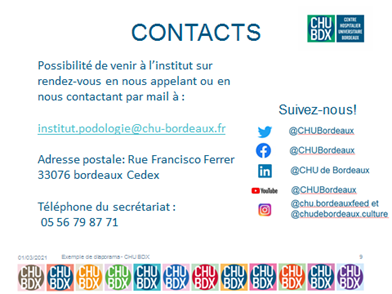 CONTACTS
CHU
BDX
CENTRE
HOSPITALIER
UNIVERSITAIRE
BORDEAUX
Possibilité de venir à l'institut sur
rendez-vous en nous appelant ou en
nous contactant par mail à :
institut.podologie@chu-bordeaux.fr
Adresse postale: Rue Francisco Ferrer
33076 bordeaux Cedex
Téléphone du secrétariat :
05 56 79 87 71
Suivez-nous!
@CHUBordeaux
@CHUBordeaux
@CHU de Bordeaux
YouTube @CHUBordeaux
@chu.bordeauxfeed et
@chudebordeaux.culture
01/03/2021 Exemple de diaporama - CHU BDX 9
CHU CHU CHU CHU CHU CHU CHU CHU CHU CHU CHU CHU
BDX BDX BDX BDX BDX BDX BDX BDX BDX BDX BDX BDX